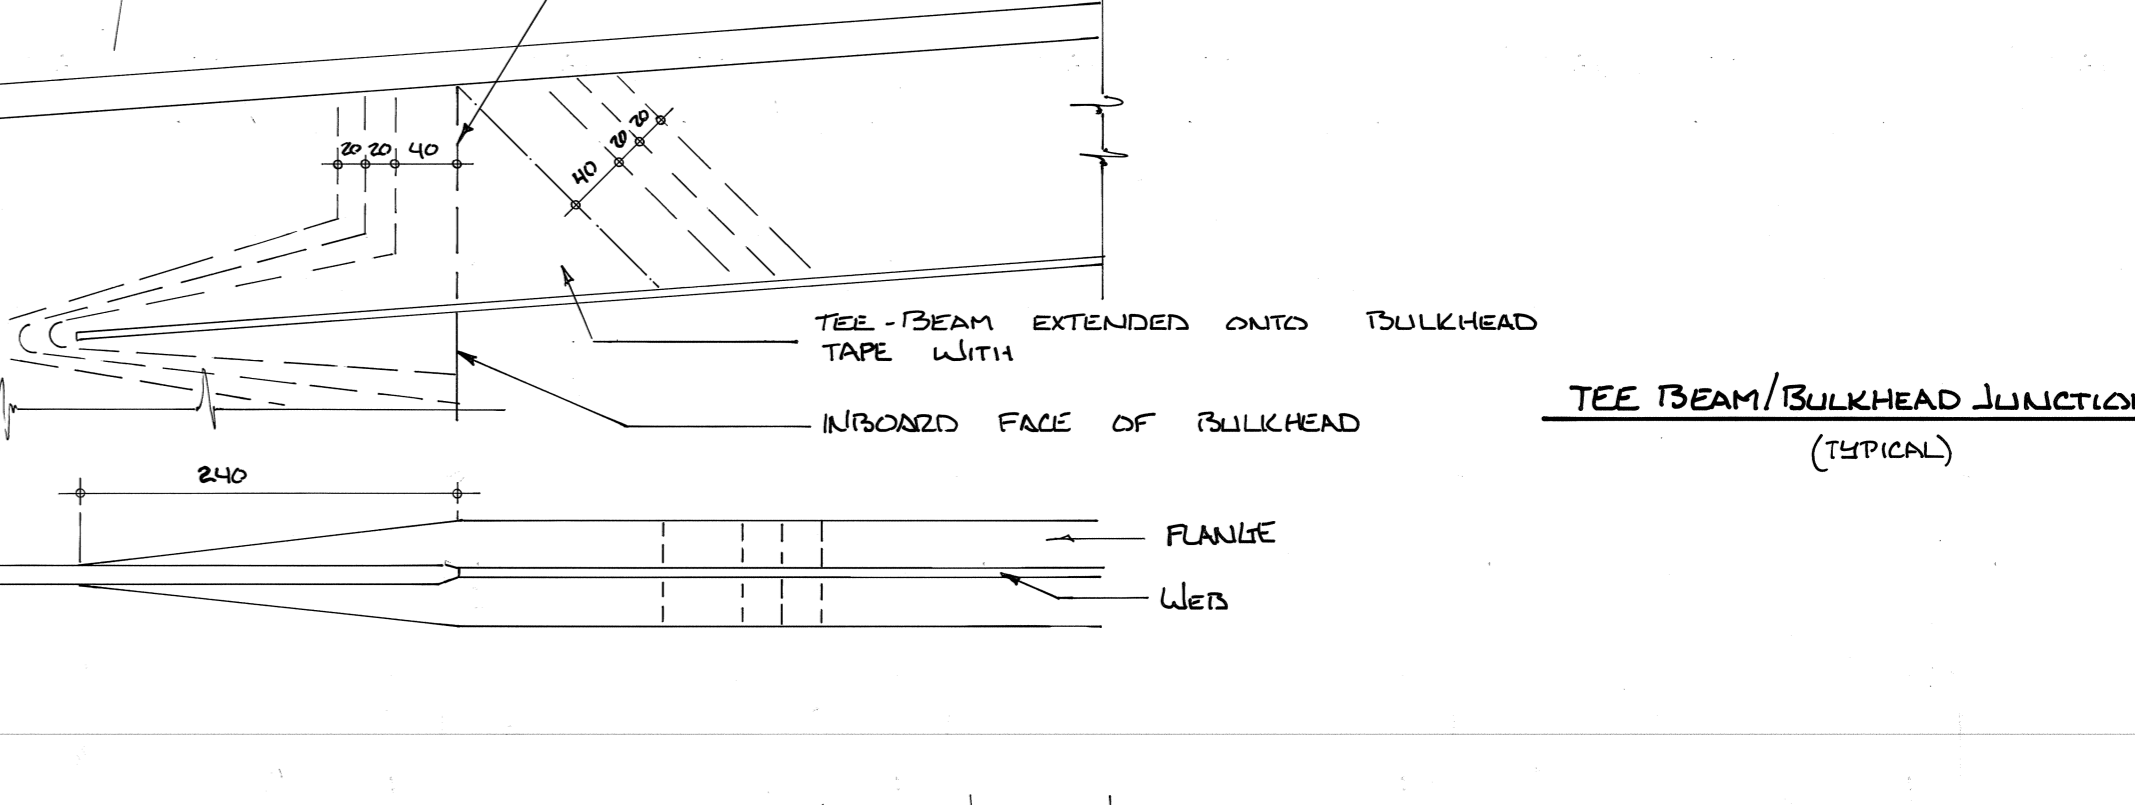 20 20 40
40 20 20
TEE-BEAM EXTENDED ONTO BULKHEAD
TAPE WITH
INBOARD FACE OF BULKHEAD
TEE BEAM/BULKHEAD JUNCTION
(TYPICAL)
240
FLANGE
WEB